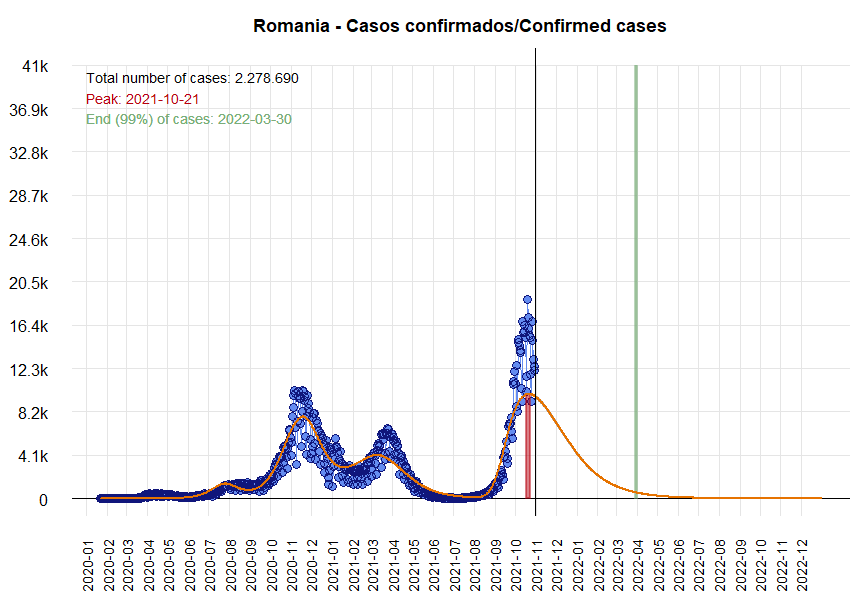 Romania - Casos confirmados/Confirmed cases
41k
Total number of cases: 2.278.690
Peak: 2021-10-21
End (99%) of cases: 2022-03-30
36.9k
32.8k
28.7k
24.6k
20.5k
16.4k
12.3k
8.2k
4.1k
0
2020-01
2020-02
2020-03
2020-04
2020-05
2020-06
2020-07
2020-08
2020-09
2020-10
2020-11
2020-12
2021-01
2021-02
2021-03
2021-04
2021-05
2021-06
2021-07
2021-08
2021-09
2021-10
2021-11
2021-12
2022-01
2022-02
2022-03
2022-04
2022-05
2022-06
2022-07
2022-08
2022-09
2022-10
2022-11
2022-12